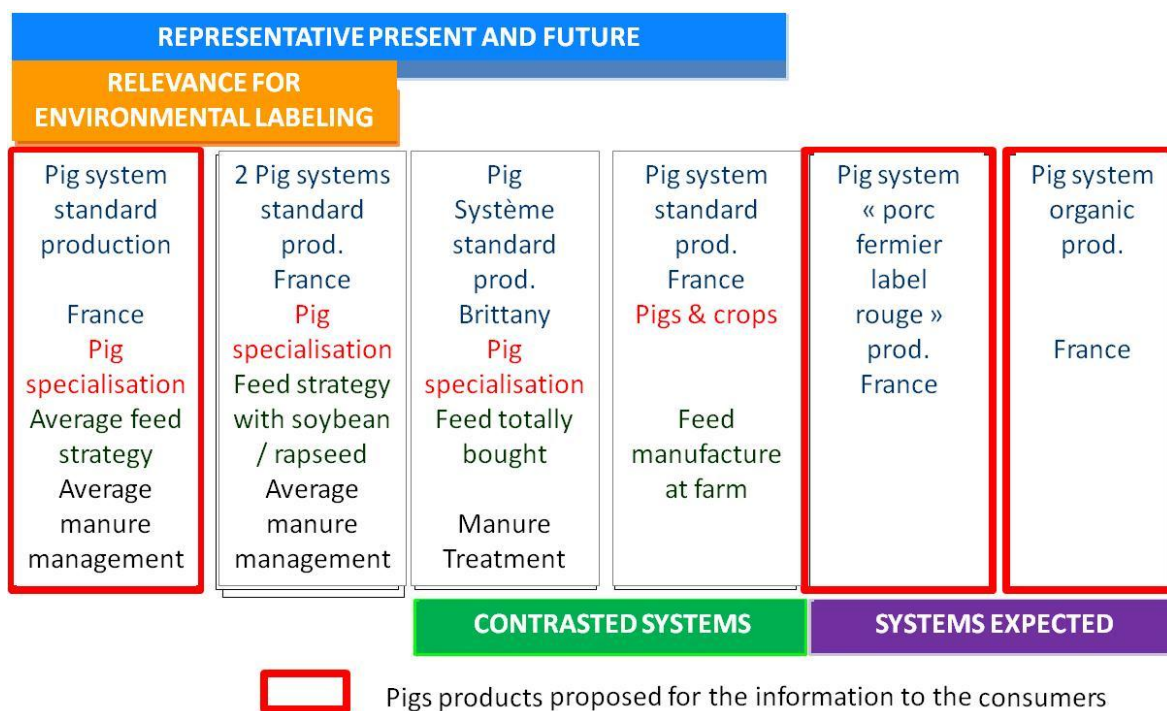 REPRESENTATIVE PRESENT AND FUTURE
RELEVANCE FOR
ENVIRONMENTAL LABELING
Pig system
standard
production
France
Pig
specialisation
Average feed
strategy
Average
manure
management
2 Pig systems
standard
prod.
France
Pig
specialisation
Feed strategy
with soybean
/ rapseed
Average
manure
management
Pig
Système
standard
prod.
Brittany
Pig
specialisation
Feed totally
bought
Manure
Treatment
Pig system
standard
prod.
France
Pigs & crops
Feed
manufacture
at farm
Pig system
« porc
fermier
label
rouge »
prod.
France
Pig system
organic
prod.
France
CONTRASTED SYSTEMS
SYSTEMS EXPECTED
Pigs products proposed for the information to the consumers